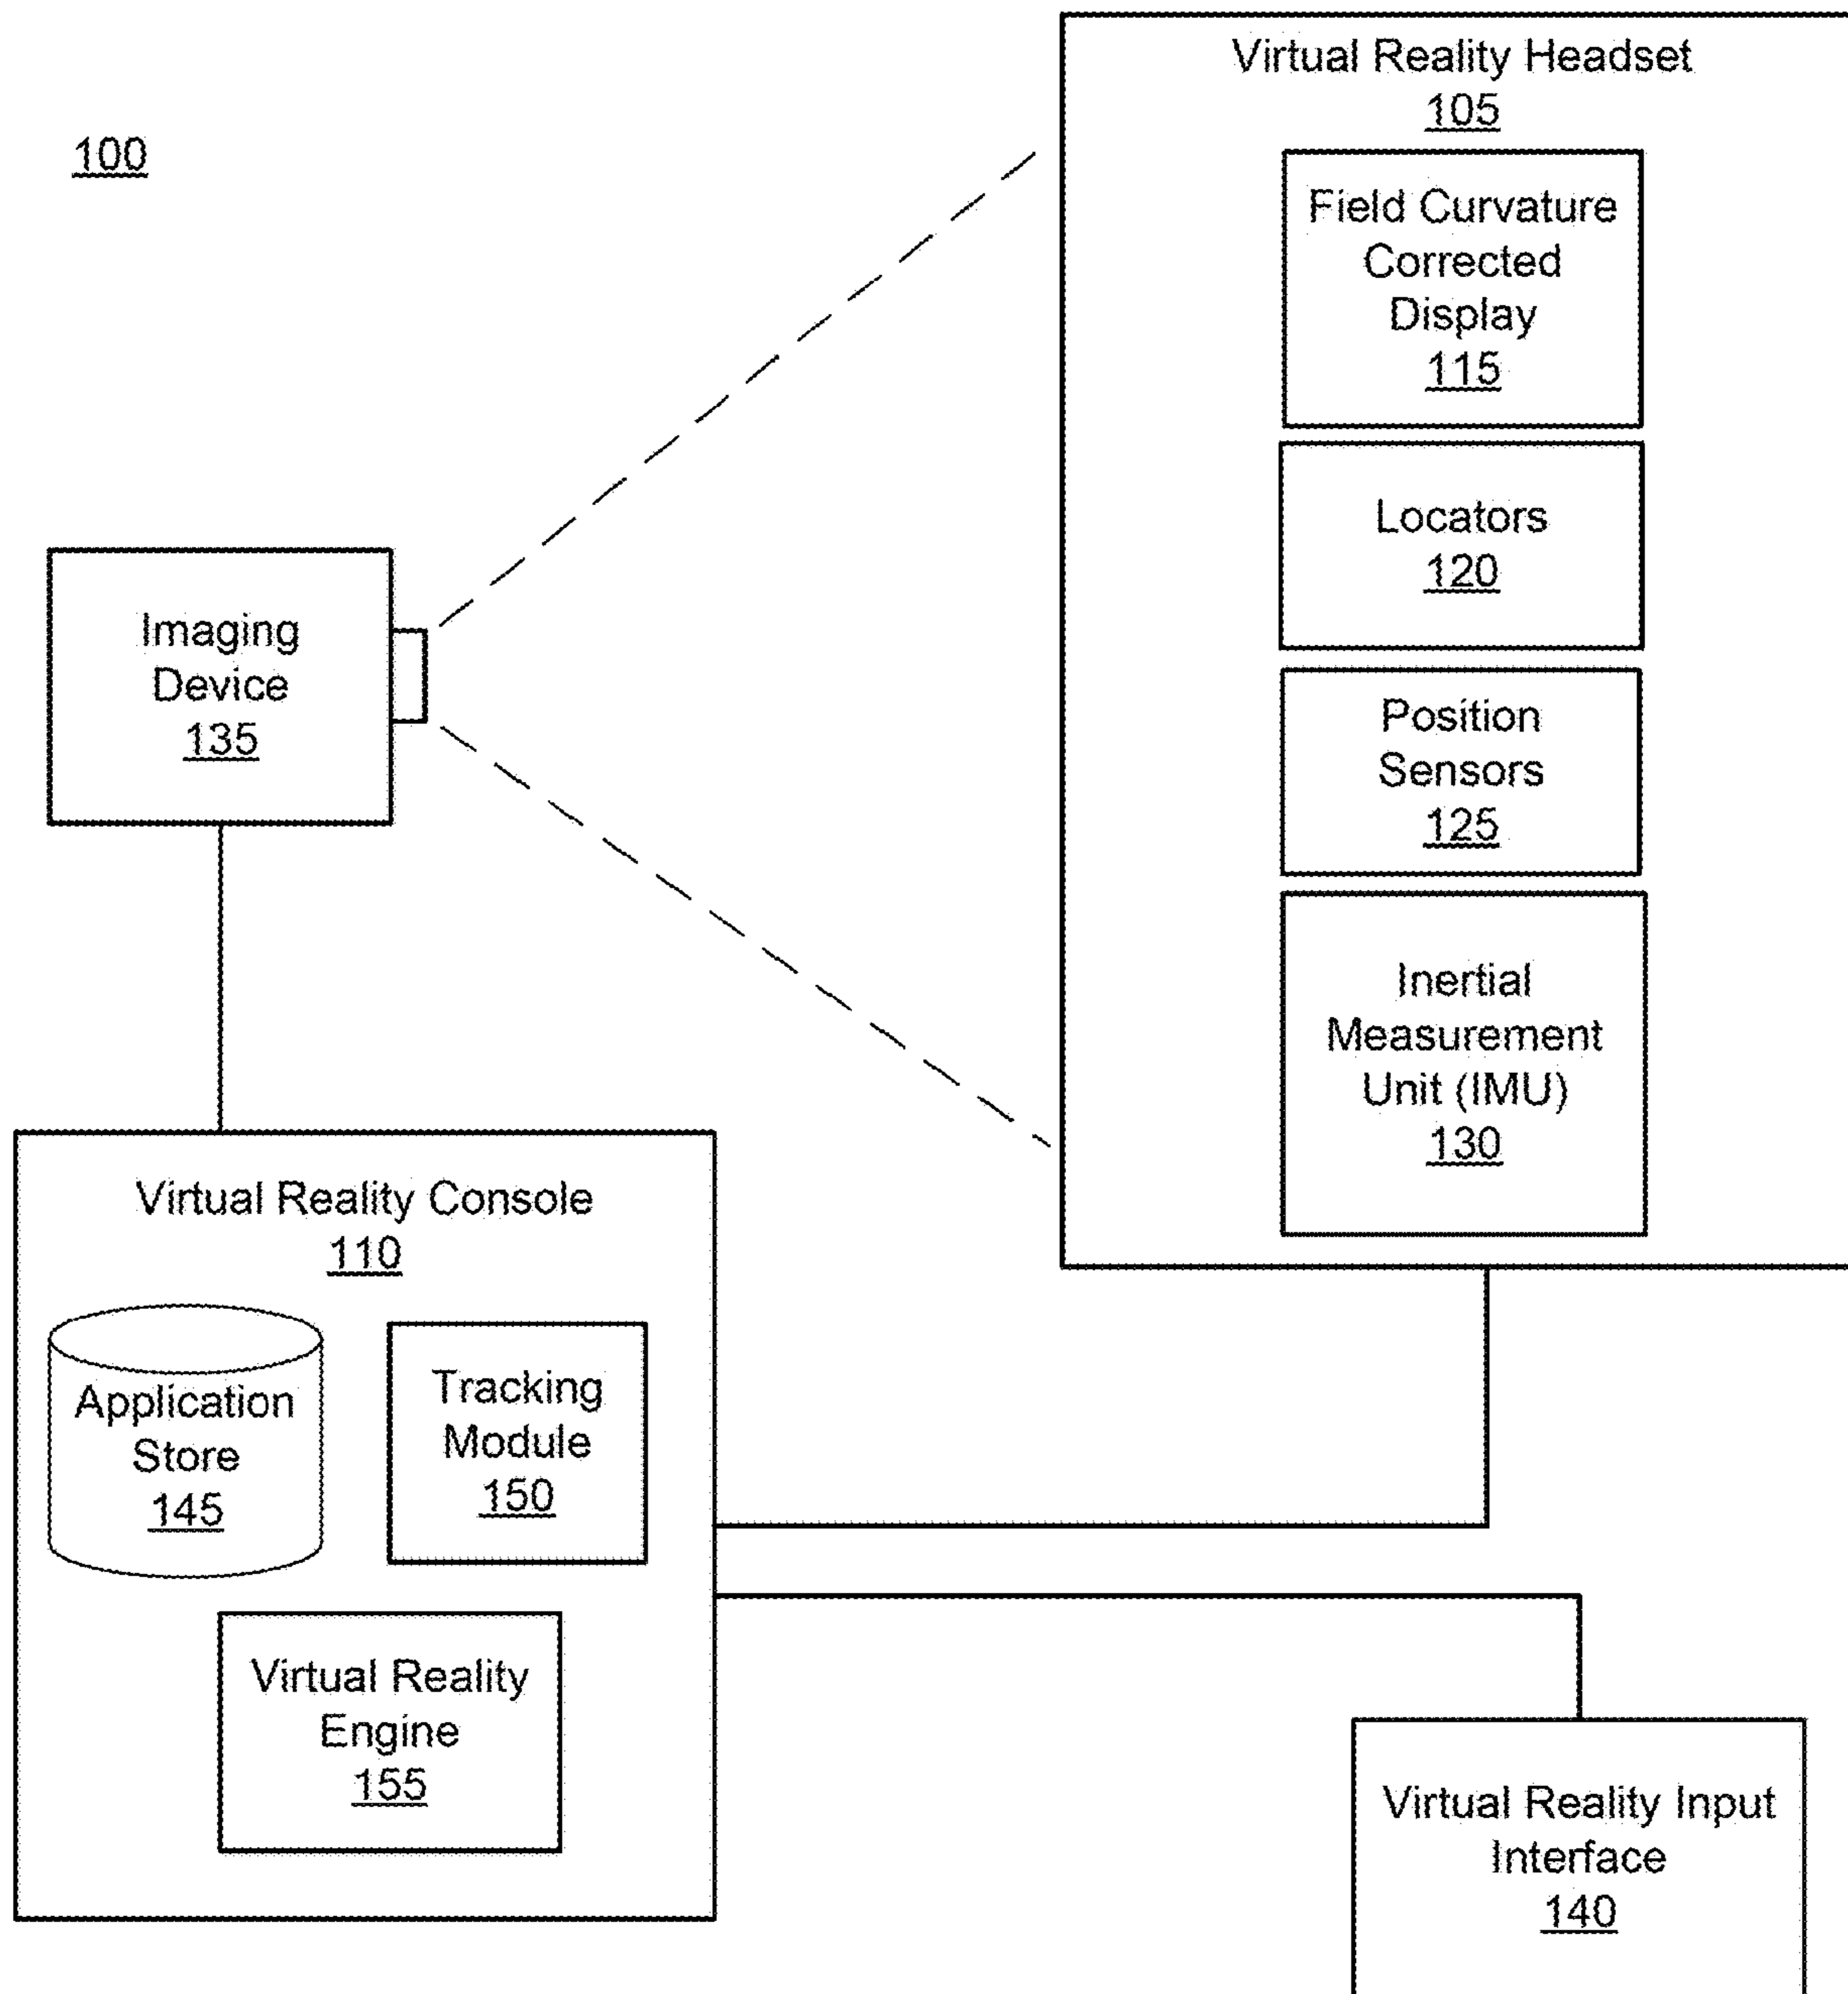 100
Virtual Reality Headset
105
Field Curvature
Corrected
Display
115
Locators
120
Position
Sensors
125
Inertial
Measurement
Unit (IMU)
130
Imaging
Device
135
Virtual Reality Console
110
Application
Store
145
Tracking
Module
150
Virtual Reality
Engine
155
Virtual Reality Input
Interface
140